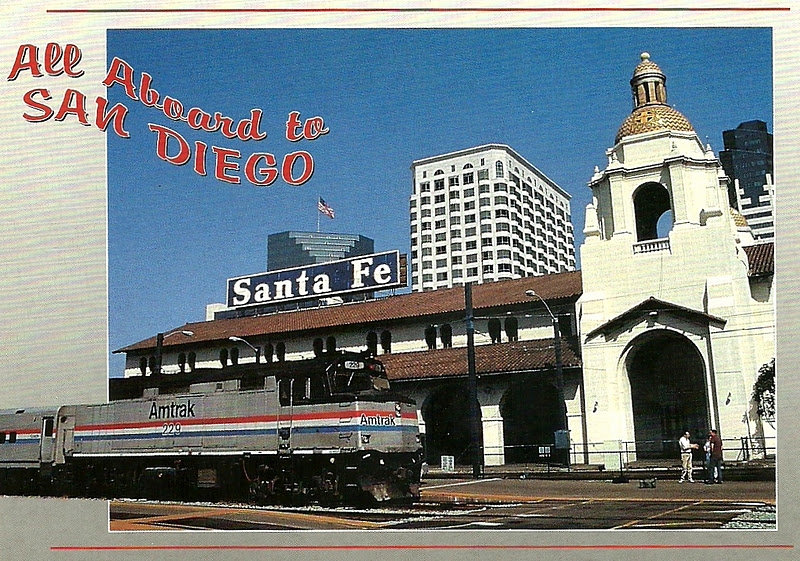 All Aboard to
SAN DIEGO
Santa Fe
229
Amtrak
229
Amtrak